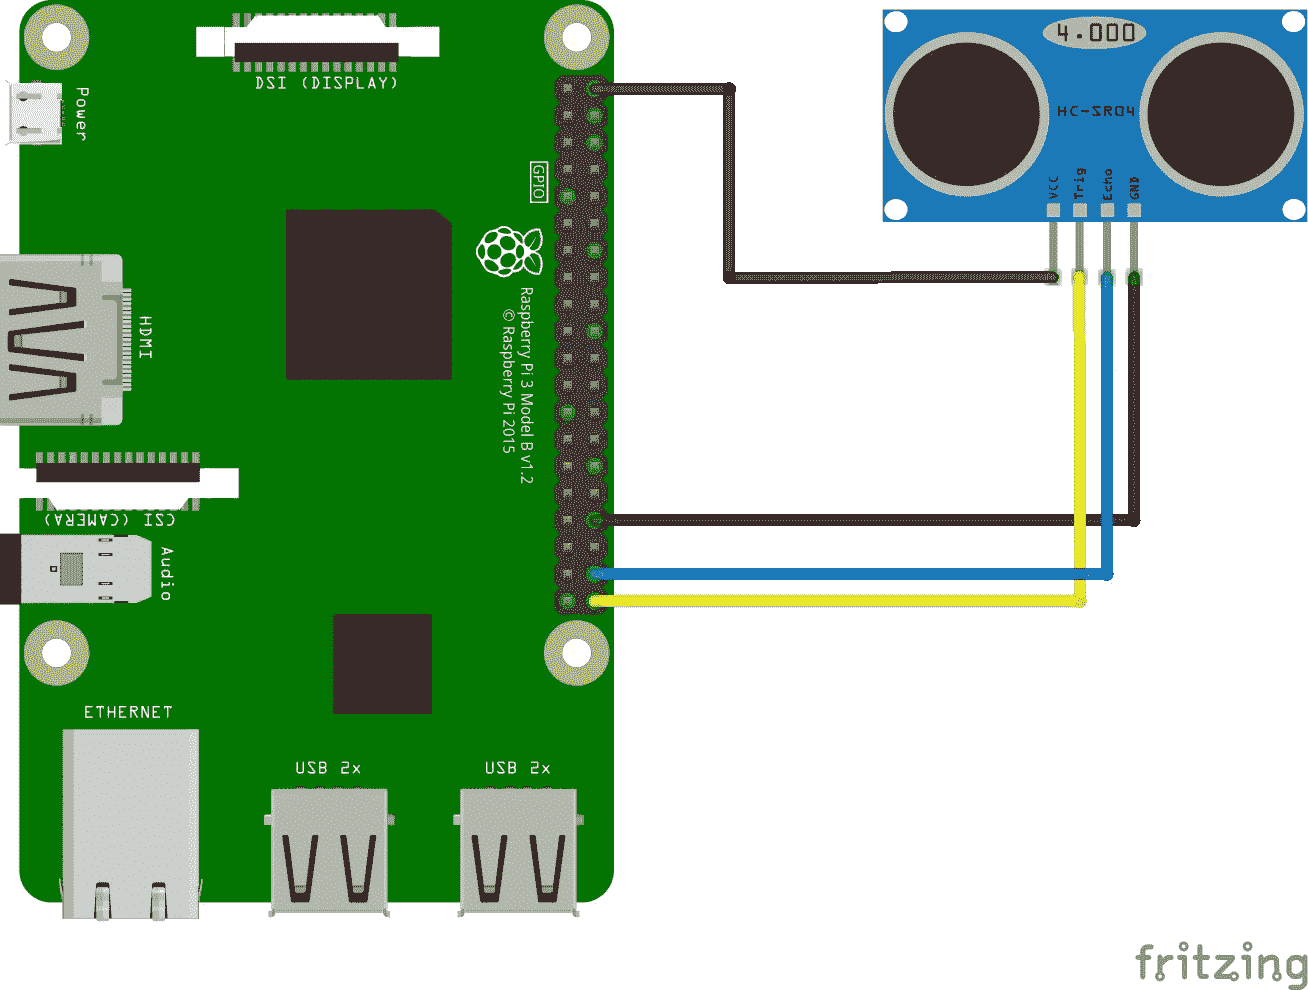 DSI (DISPLAY)
Power
GPIO
Raspberry Pi 3 Model B v1.2
© Raspberry Pi 2015
HDMI
CSI (CAMERA)
Audio
ETHERNET
USB 2x
USB 2x
4.000
HC-SR04
VCC
Trig
Echo
GND
fritzing